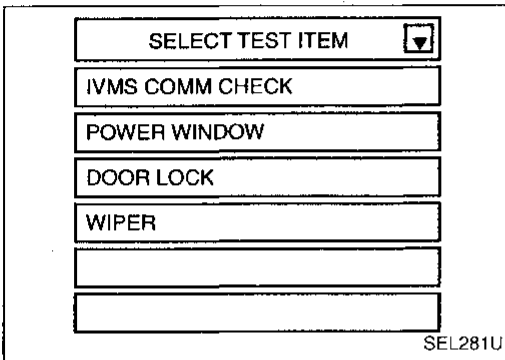 SELECT TEST ITEM ▼
IVMS COMM CHECK
POWER WINDOW
DOOR LOCK
WIPER
SEL281U